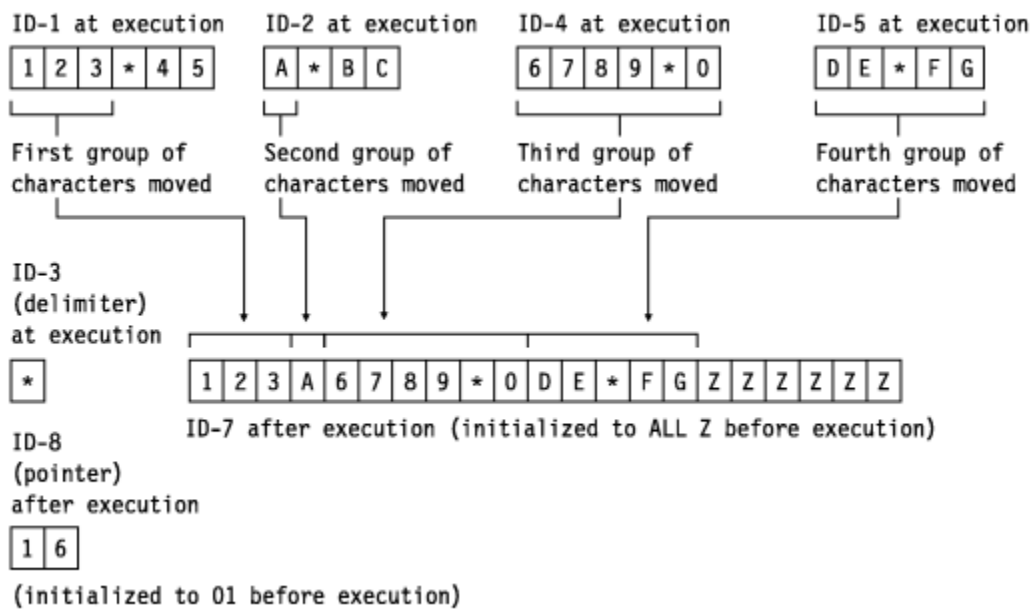 ID-1 at execution ID-2 at execution ID-4 at execution ID-5 at execution
1 2 3 * 4 5 A * B C 6 7 8 9 * 0 D E * F G
First group of Second group of Third group of Fourth group of
characters moved characters moved characters moved characters moved
ID-3
(delimiter)
at execution
* 1 2 3 A 6 7 8 9 * 0 D E * F G Z Z Z Z Z Z
ID-7 after execution (initialized to ALL Z before execution)
ID-8
(pointer)
after execution
1 6
(initialized to 01 before execution)